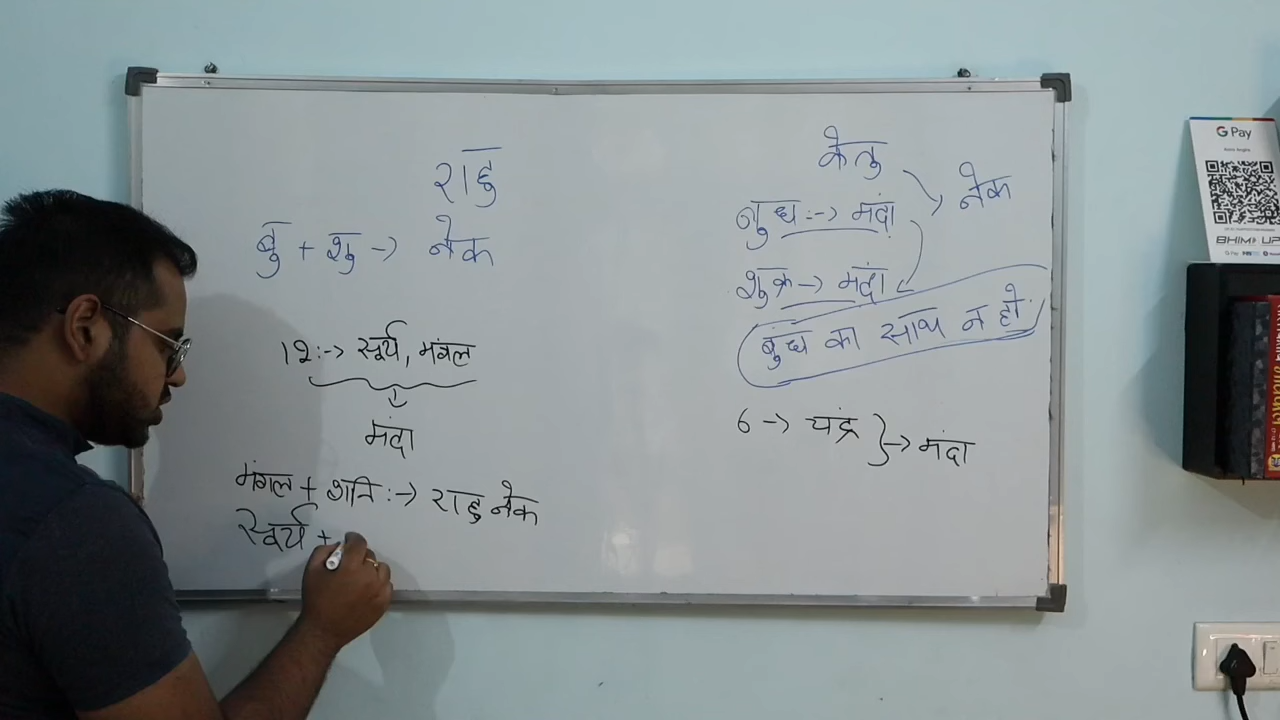 राहु
बु + शु -> नेक
12:-> सूर्य, मंगल
मंदा
मंगल + शनि :-> राहु नेक
सूर्य +
केतु
बुध :-> मंदा
नेक
शुक्र -> मंदा
बुध का साथ न हो
6 -> चंद्र } -> मंदा
G Pay
BHIM UPI